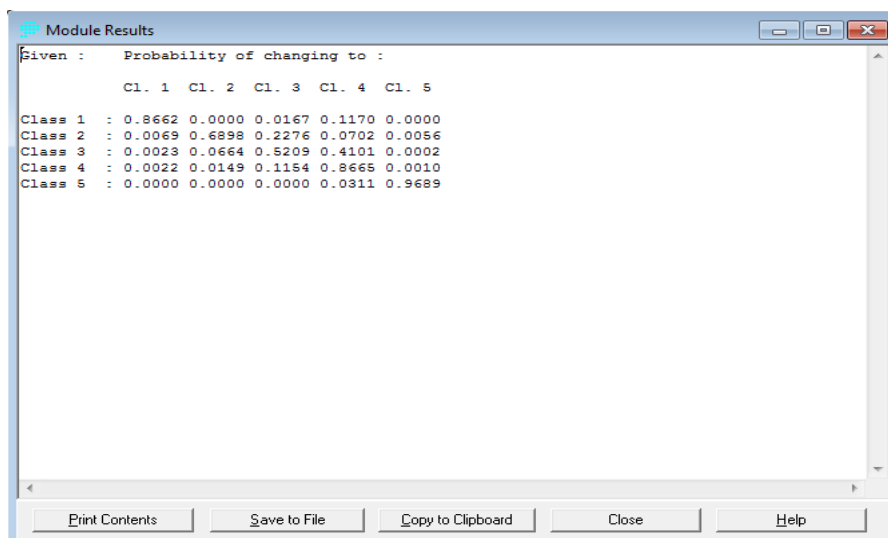 Module Results
Given :    Probability of changing to :
Cl. 1  Cl. 2  Cl. 3  Cl. 4  Cl. 5
Class 1  : 0.8662 0.0000 0.0167 0.1170 0.0000
Class 2  : 0.0069 0.6898 0.2276 0.0702 0.0056
Class 3  : 0.0023 0.0664 0.5209 0.4101 0.0002
Class 4  : 0.0022 0.0149 0.1154 0.8665 0.0010
Class 5  : 0.0000 0.0000 0.0000 0.0311 0.9689
Print Contents Save to File Copy to Clipboard Close Help